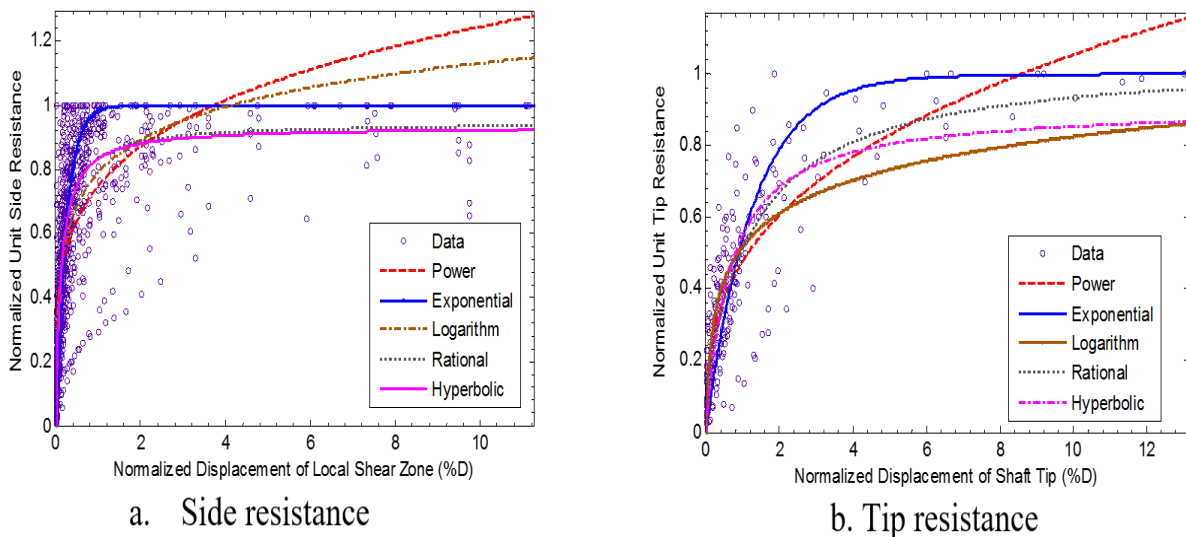 Normalized Unit Side Resistance
1.2
1
0.8
0.6
0.4
0.2
0
0 2 4 6 8 10
Normalized Displacement of Local Shear Zone (%D)
Data
Power
Exponential
Logarithm
Rational
Hyperbolic
a. Side resistance
Normalized Unit Tip Resistance
1
0.8
0.6
0.4
0.2
0
0 2 4 6 8 10 12
Normalized Displacement of Shaft Tip (%D)
Data
Power
Exponential
Logarithm
Rational
Hyperbolic
b. Tip resistance